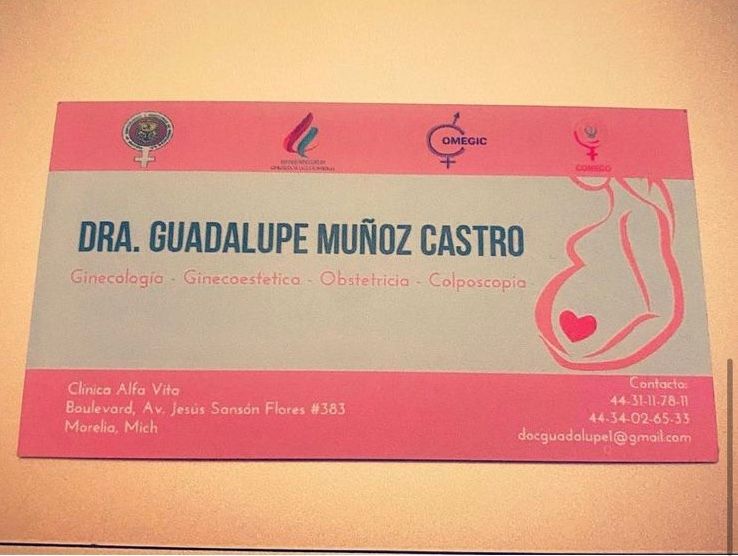 OMEGIC
COMEGO
DRA. GUADALUPE MUÑOZ CASTRO
Ginecología - Ginecoestetica - Obstetricia - Colposcopia
Clínica Alfa Vita
Boulevard, Av. Jesús Sansón Flores #383
Morelia, Mich
Contacto:
44-31-11-78-11
44-34-02-65-33
docguadalupe1@gmail.com